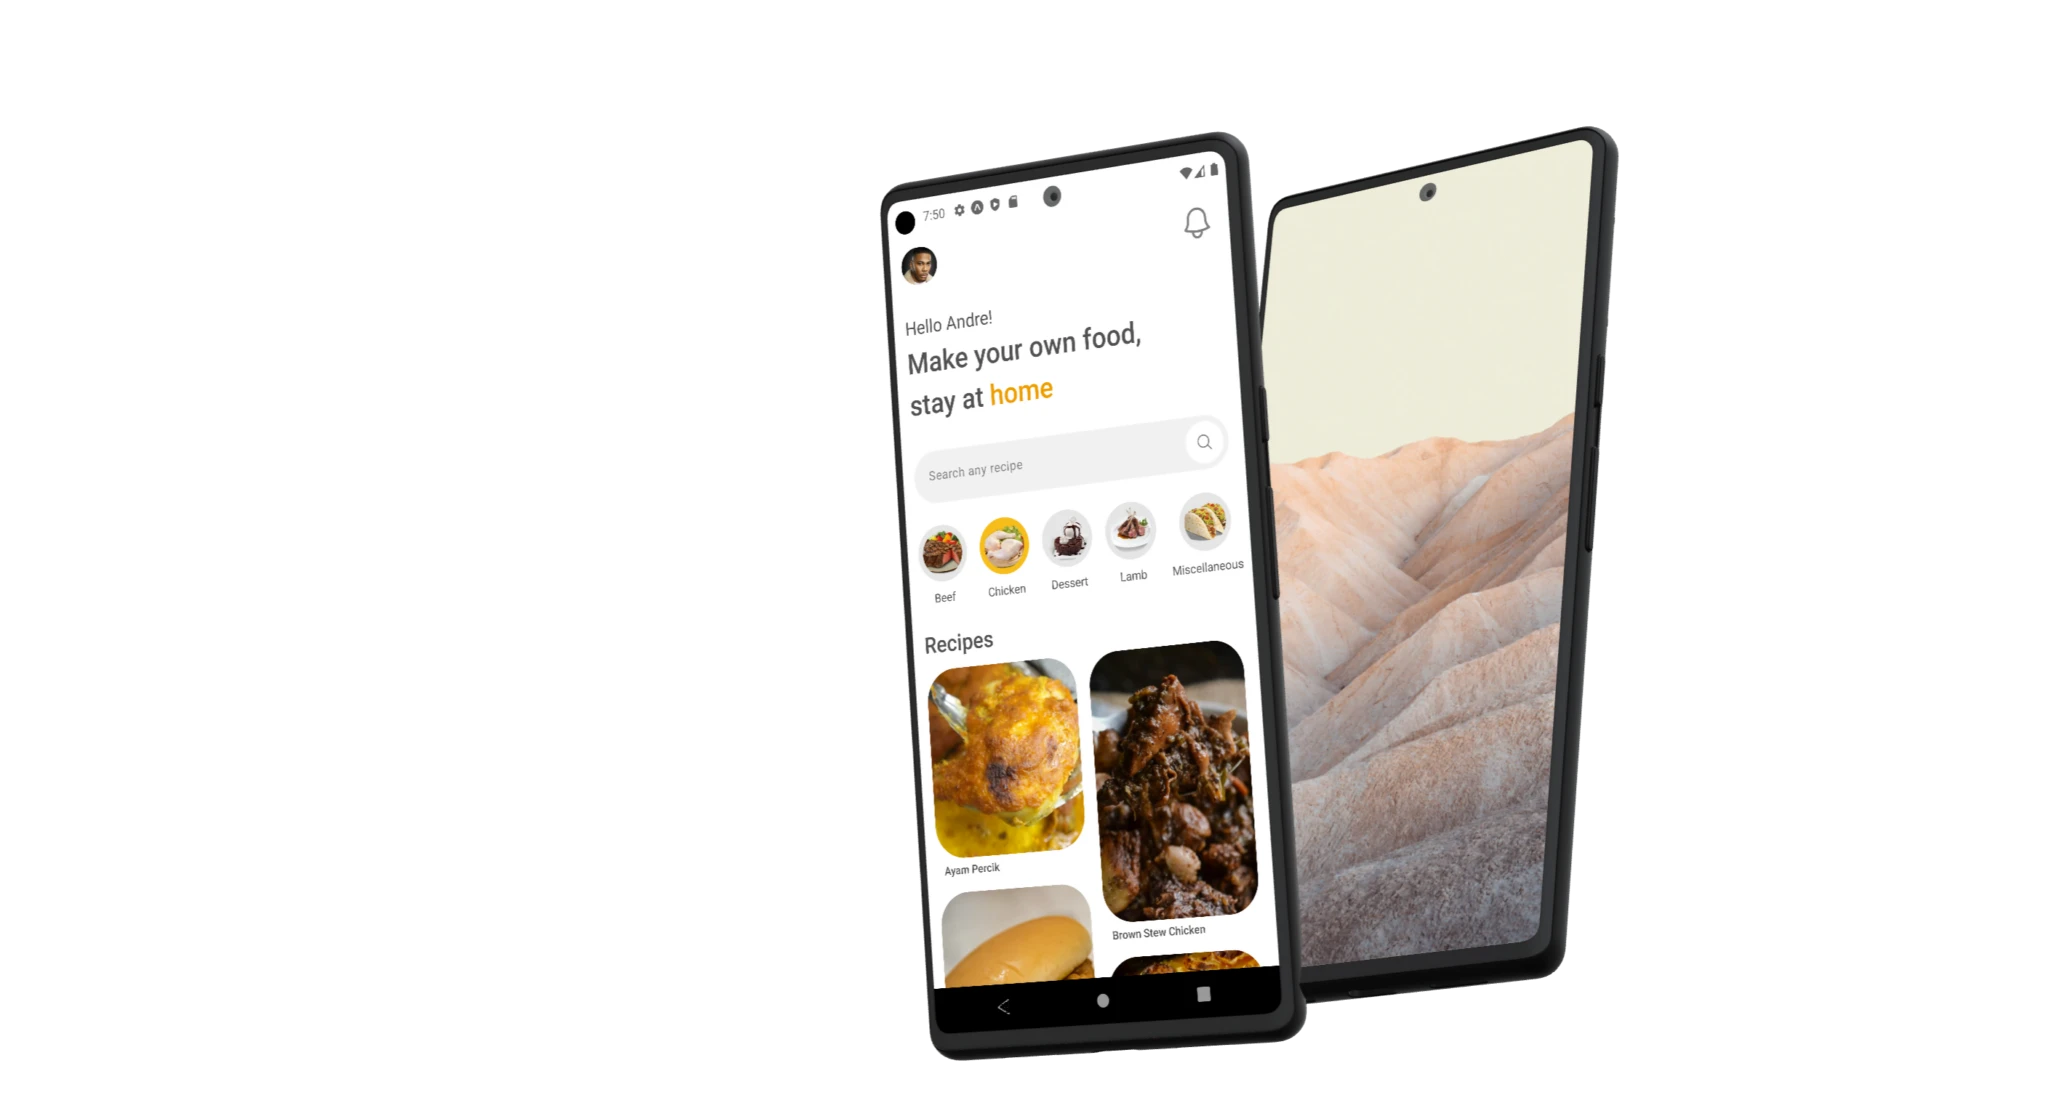 7:50
Hello Andre!
Make your own food,
stay at home
Search any recipe
Beef
Chicken
Dessert
Lamb
Miscellaneous
Recipes
Ayam Percik
Brown Stew Chicken